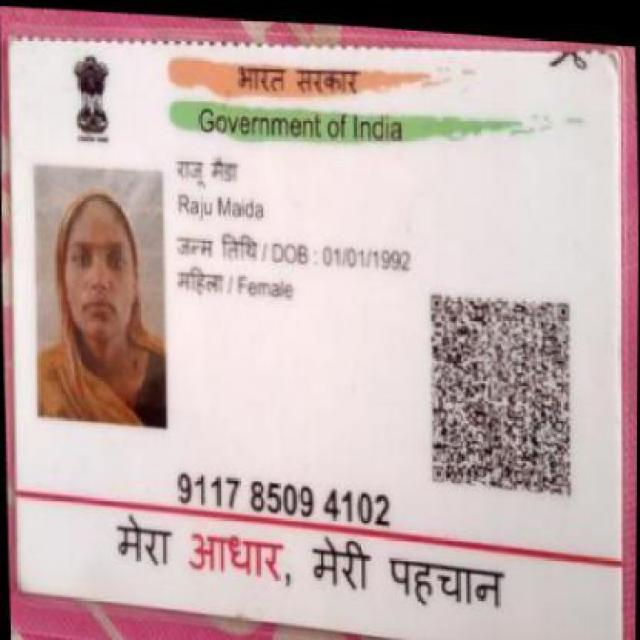 भारत सरकार
Government of India
राजू मैडा
Raju Maida
जन्म तिथि / DOB : 01/01/1992
महिला / Female
9117 8509 4102
मेरा आधार, मेरी पहचान